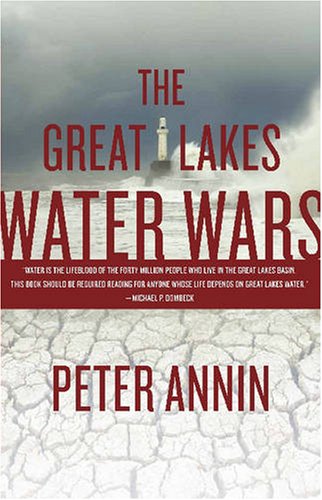 THE
GREAT LAKES
WATER WARS
"WATER IS THE LIFEBLOOD OF THE FORTY MILLION PEOPLE WHO LIVE IN THE GREAT LAKES BASIN.
THIS BOOK SHOULD BE REQUIRED READING FOR ANYONE WHOSE LIFE DEPENDS ON GREAT LAKES WATER."
—MICHAEL P. DOMBECK
PETER ANNIN